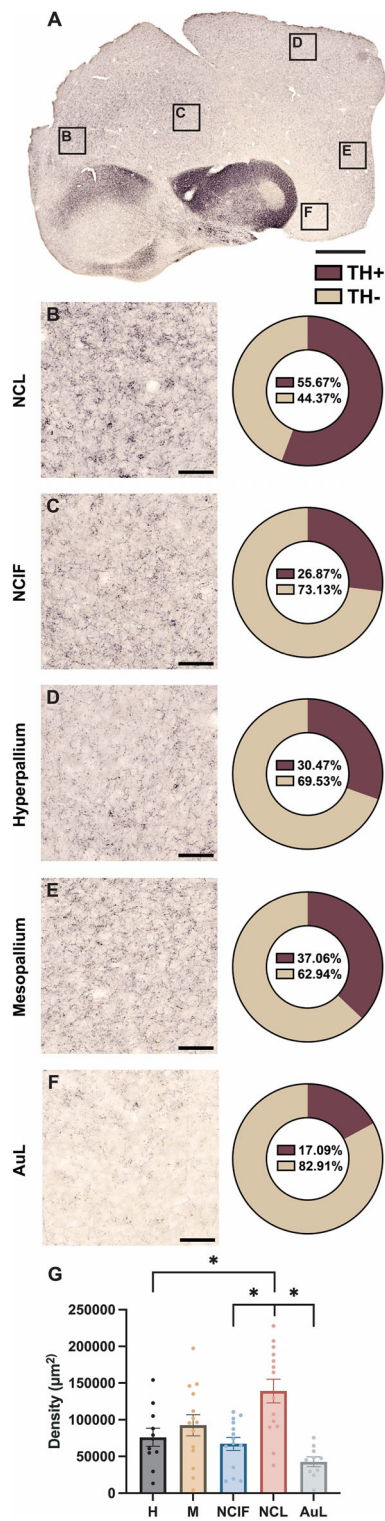 A
D
C
B
E
F
TH+
TH-
B
NCL
55.67%
44.37%
C
NCIF
26.87%
73.13%
D
Hyperpallium
30.47%
69.53%
E
Mesopallium
37.06%
62.94%
F
AuL
17.09%
82.91%
G
*
* *
Density (µm²)
250000
200000
150000
100000
50000
0
H M NCIF NCL AuL